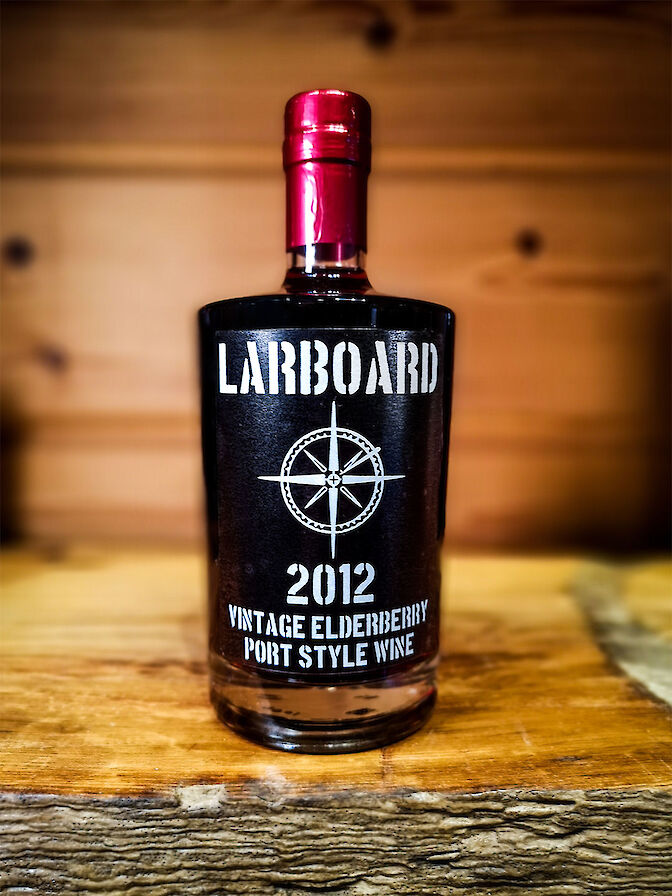 LARBOARD
2012
VINTAGE ELDERBERRY
PORT STYLE WINE